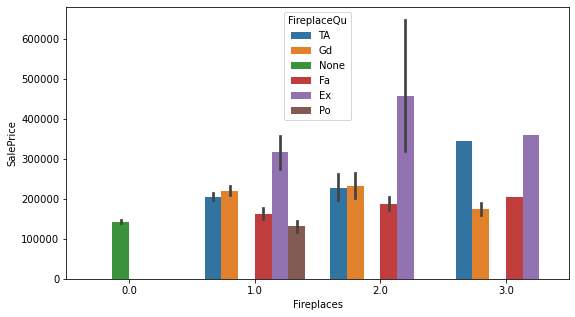 FireplaceQu
TA
Gd
None
Fa
Ex
Po
SalePrice
600000
500000
400000
300000
200000
100000
0
0.0 1.0 2.0 3.0
Fireplaces